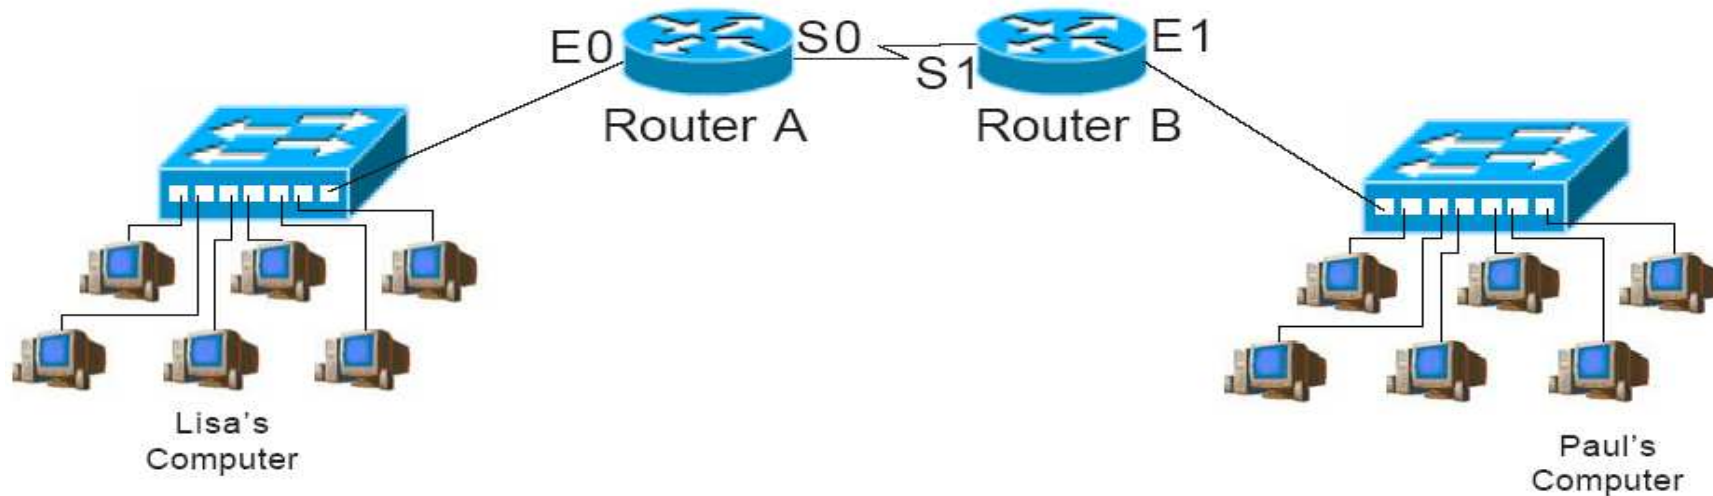 E0
S0
S1
E1
Router A
Router B
Lisa's
Computer
Paul's
Computer